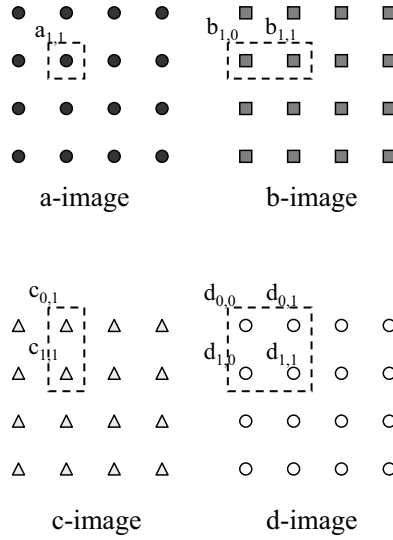 a1,1
b1,0 b1,1
a-image b-image
c0,1 d0,0 d0,1
c1,1 d1,0 d1,1
c-image d-image